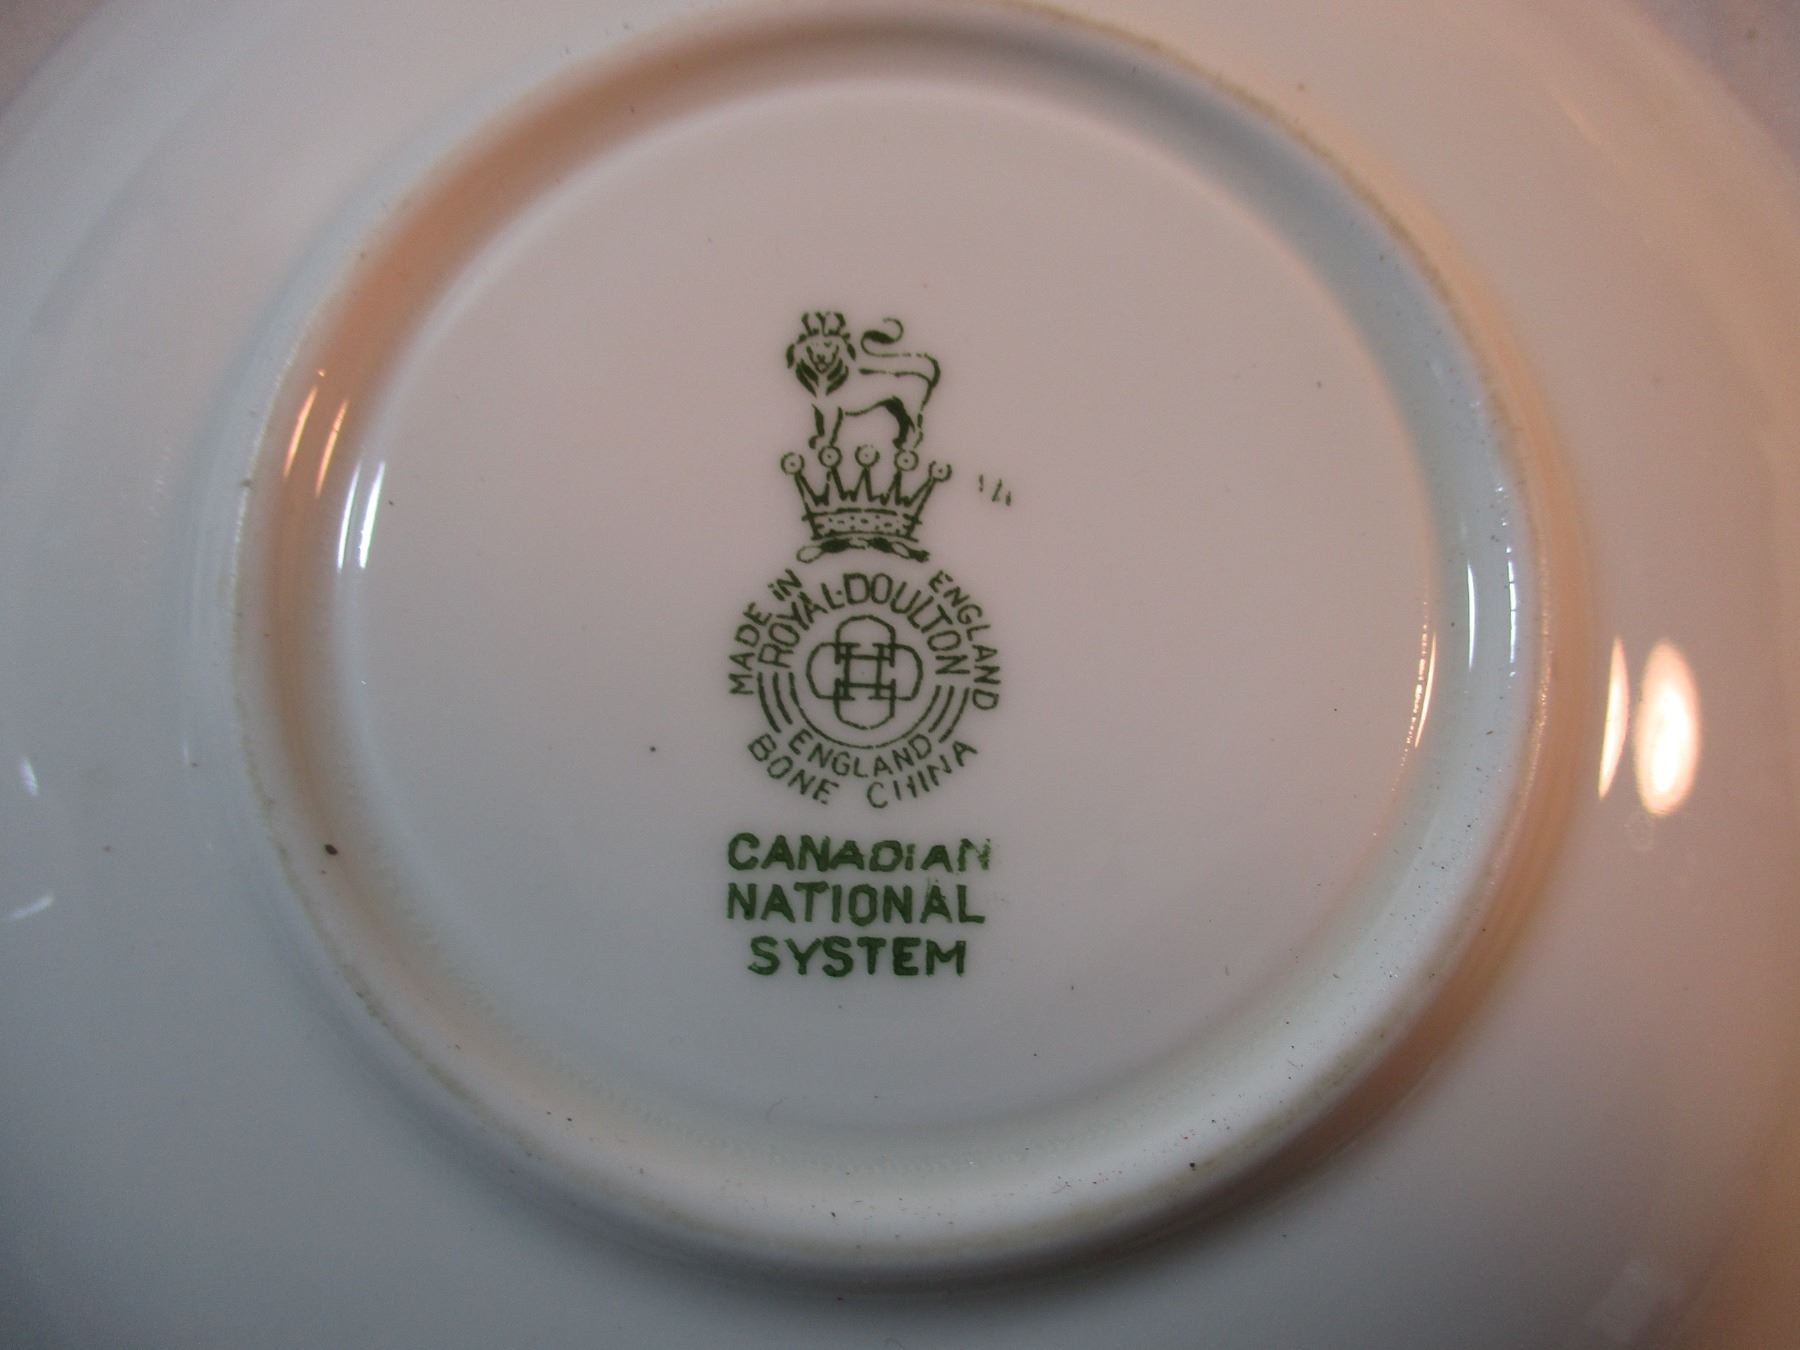 MADE IN ENGLAND
ROYAL·DOULTON
ENGLAND
BONE CHINA
CANADIAN
NATIONAL
SYSTEM